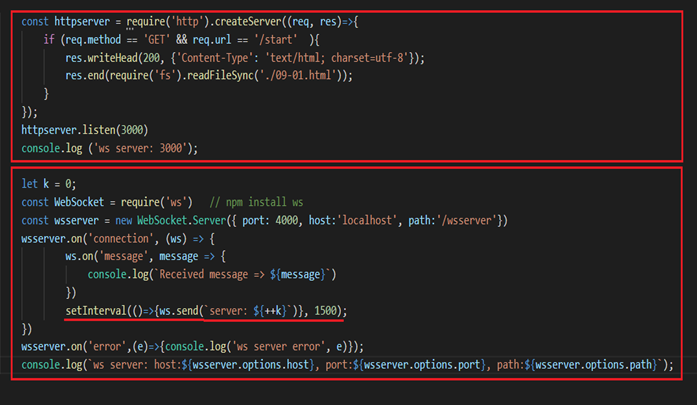 const httpserver = require('http').createServer((req, res)=>{
if (req.method == 'GET' && req.url == '/start'  ){
res.writeHead(200, {'Content-Type': 'text/html; charset=utf-8'});
res.end(require('fs').readFileSync('./09-01.html'));
}
});
httpserver.listen(3000)
console.log ('ws server: 3000');
let k = 0;
const WebSocket = require('ws')   // npm install ws
const wsserver = new WebSocket.Server({ port: 4000, host:'localhost', path:'/wsserver'})
wsserver.on('connection', (ws) => {
ws.on('message', message => {
console.log(`Received message => ${message}`)
})
setInterval(()=>{ws.send(`server: ${++k}`)}, 1500);
})
wsserver.on('error',(e)=>{console.log('ws server error', e)});
console.log(`ws server: host:${wsserver.options.host}, port:${wsserver.options.port}, path:${wsserver.options.path}`);